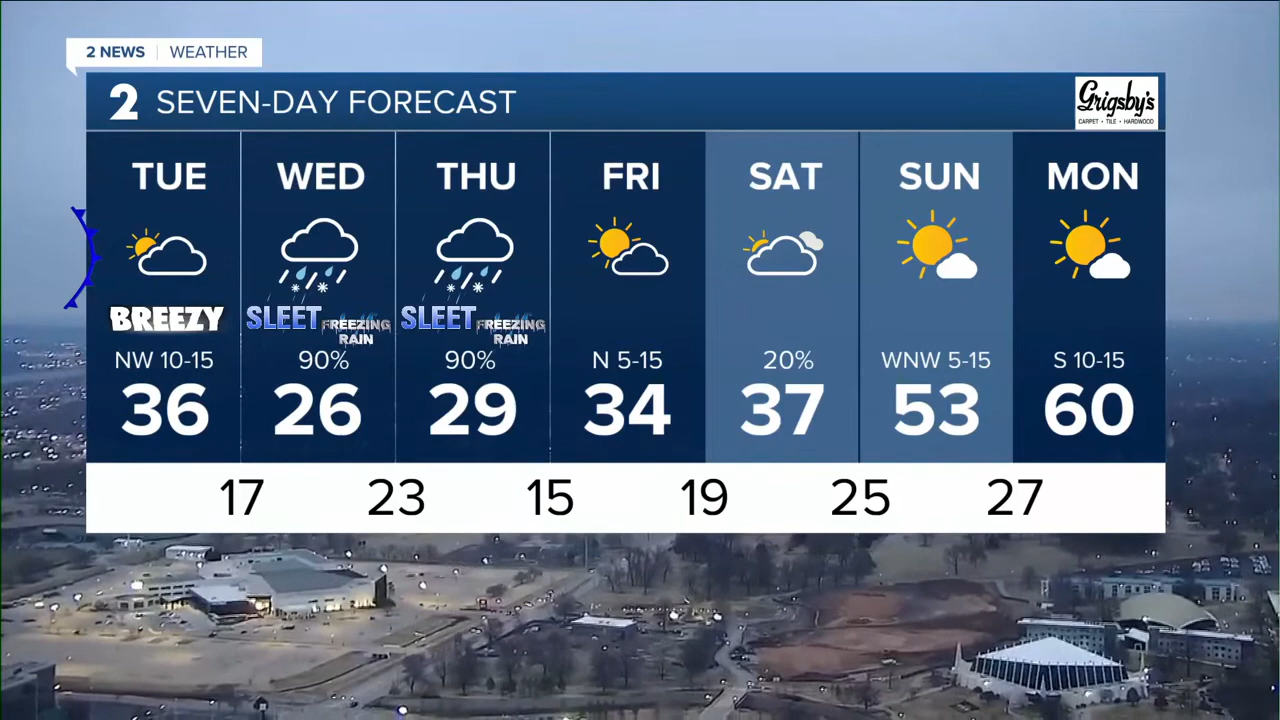 2 NEWS | WEATHER
2 SEVEN-DAY FORECAST
Grigsby's
CARPET • TILE • HARDWOOD
TUE WED THU FRI SAT SUN MON
BREEZY SLEET FREEZING RAIN SLEET FREEZING RAIN
NW 10-15 90% 90% N 5-15 20% WNW 5-15 S 10-15
36 26 29 34 37 53 60
17 23 15 19 25 27